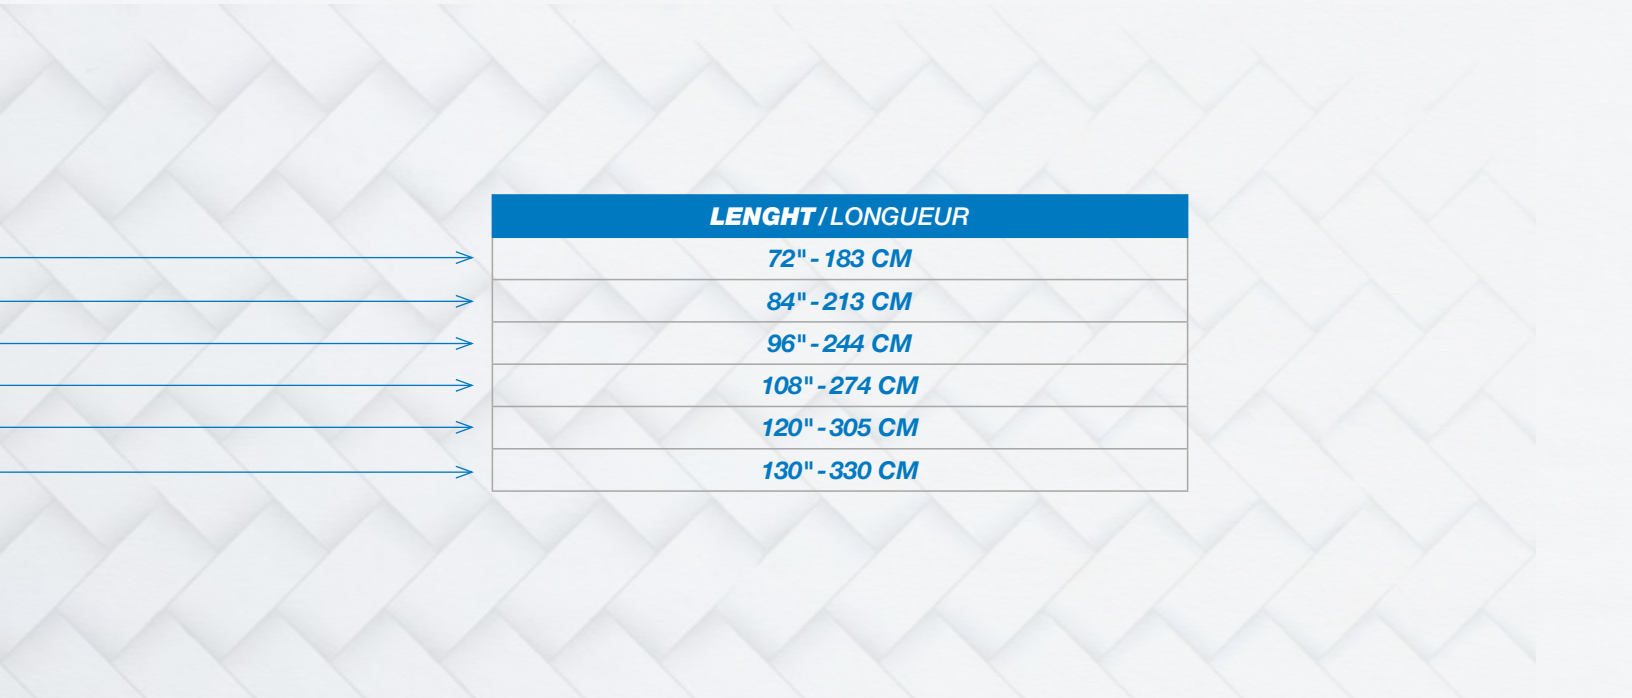 LENGHT / LONGUEUR
72" - 183 CM
84" - 213 CM
96" - 244 CM
108" - 274 CM
120" - 305 CM
130" - 330 CM